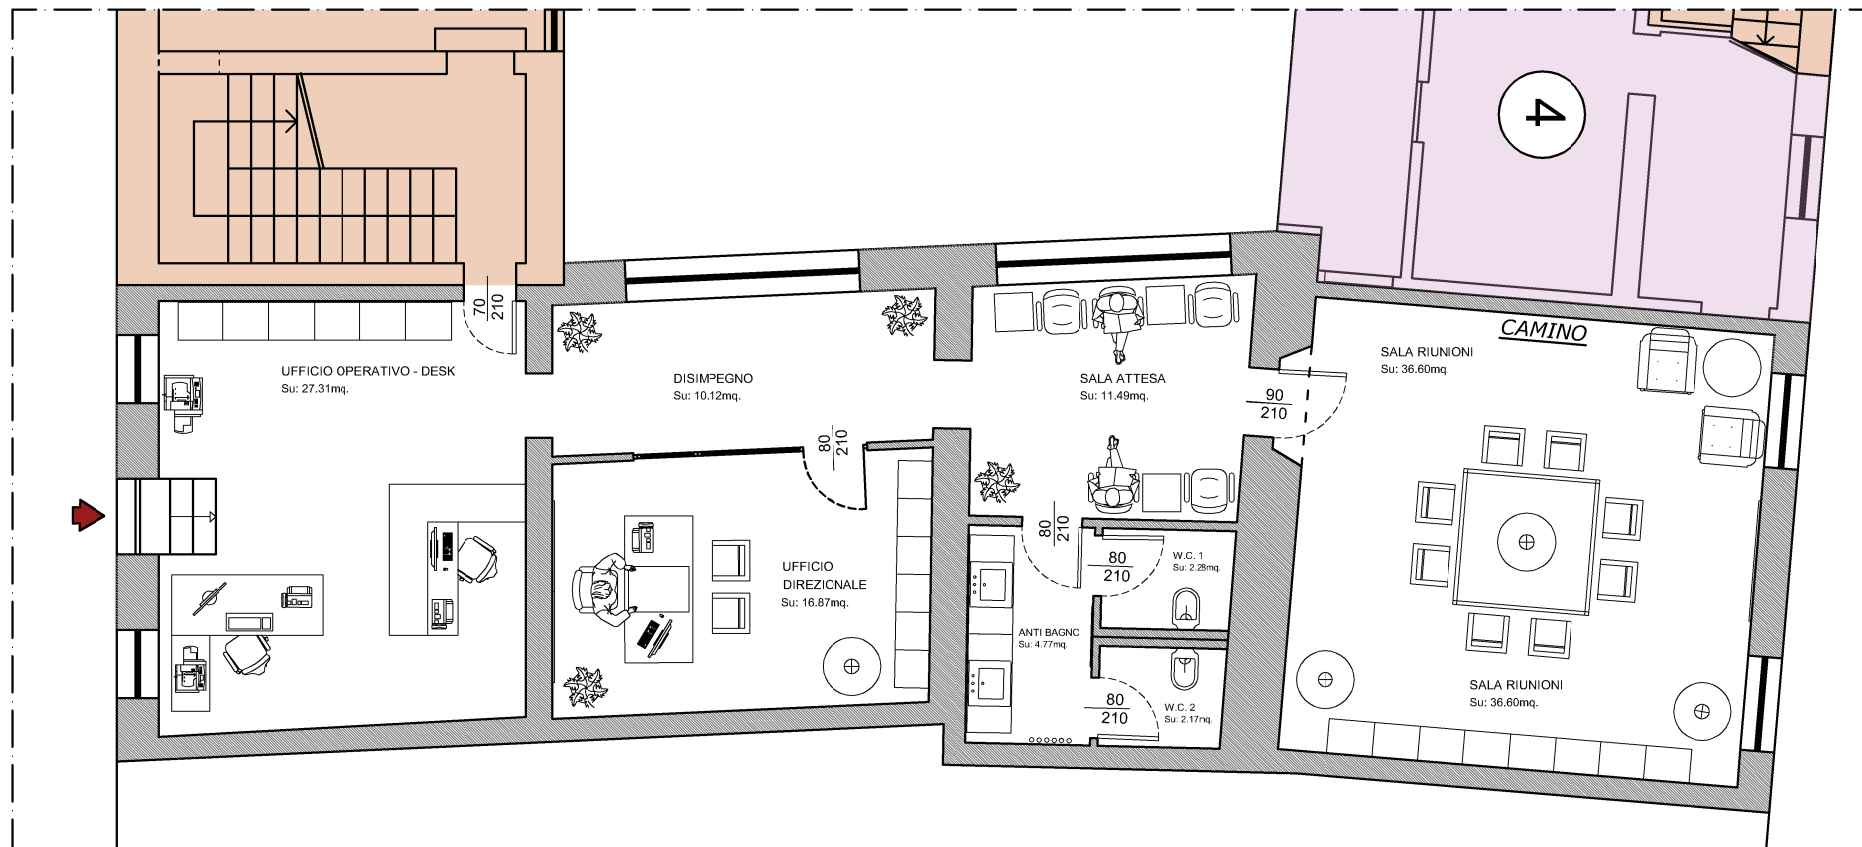 4
70
210
CAMINO
UFFICIO OPERATIVO - DESK
Su: 27.31mq.
DISIMPEGNO
Su: 10.12mq.
SALA ATTESA
Su: 11.49mq.
SALA RIUNIONI
Su: 36.60mq.
90
210
80
210
80
210
UFFICIO
DIREZIONALE
Su: 16.87mq.
80
210
W.C. 1
Su: 2.28mq.
ANTI BAGNO
Su: 4.77mq.
80
210
W.C. 2
Su: 2.17mq.
SALA RIUNIONI
Su: 36.60mq.